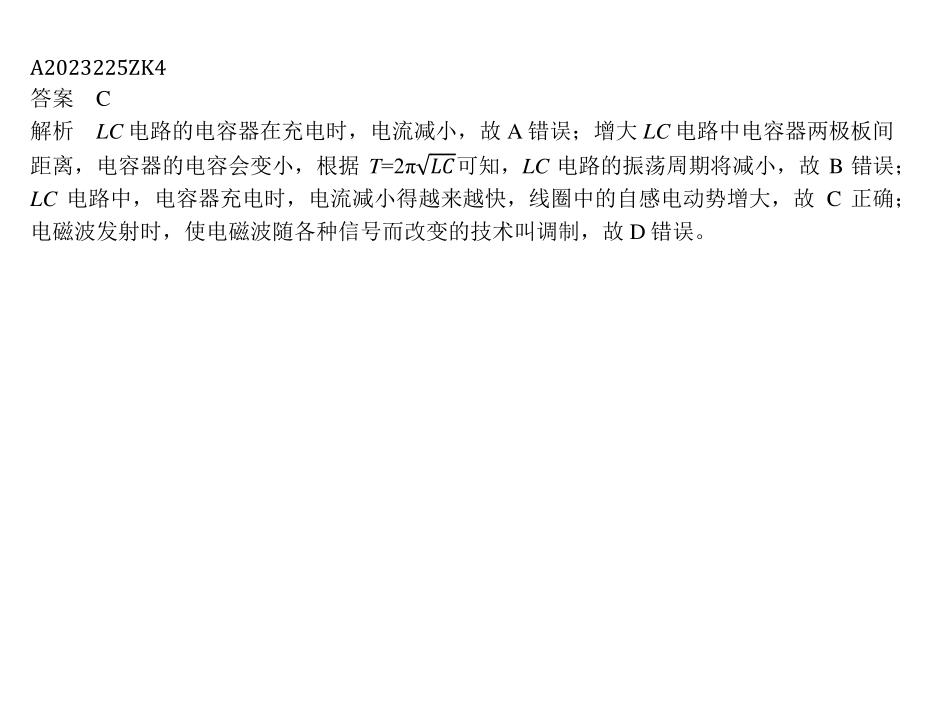 A2023225ZK4
答案　C
解析　LC 电路的电容器在充电时，电流减小，故 A 错误；增大 LC 电路中电容器两极板间
距离，电容器的电容会变小，根据 T=2π√LC可知，LC 电路的振荡周期将减小，故 B 错误；
LC 电路中，电容器充电时，电流减小得越来越快，线圈中的自感电动势增大，故 C 正确；
电磁波发射时，使电磁波随各种信号而改变的技术叫调制，故 D 错误。